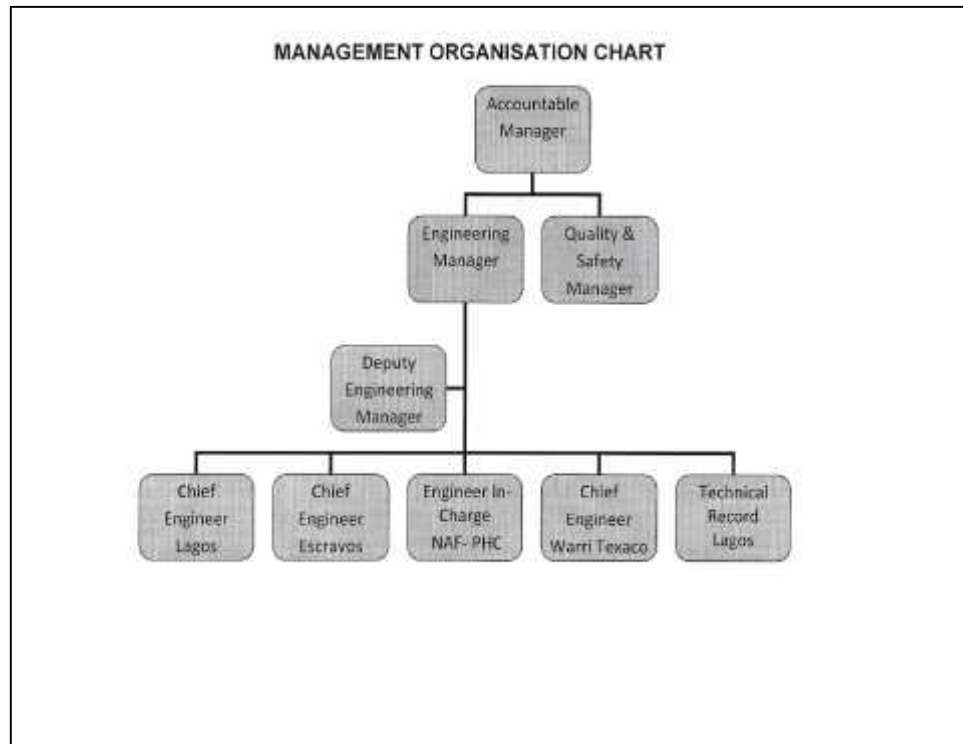 MANAGEMENT ORGANISATION CHART
Accountable
Manager
Engineering
Manager
Quality &
Safety
Manager
Deputy
Engineering
Manager
Chief
Engineer
Lagos
Chief
Engineer
Escravos
Engineer In-
Charge
NAF- PHC
Chief
Engineer
Warri Texaco
Technical
Record
Lagos